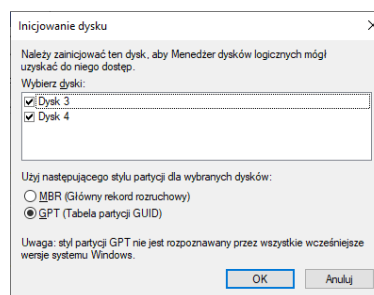 Inicjowanie dysku
Należy zainicjować ten dysk, aby Menedżer dysków logicznych mógł
uzyskać do niego dostęp.
Wybierz dyski:
Dysk 3
Dysk 4
Użyj następującego stylu partycji dla wybranych dysków:
MBR (Główny rekord rozruchowy)
GPT (Tabela partycji GUID)
Uwaga: styl partycji GPT nie jest rozpoznawany przez wszystkie wcześniejsze
wersje systemu Windows.
OK Anuluj